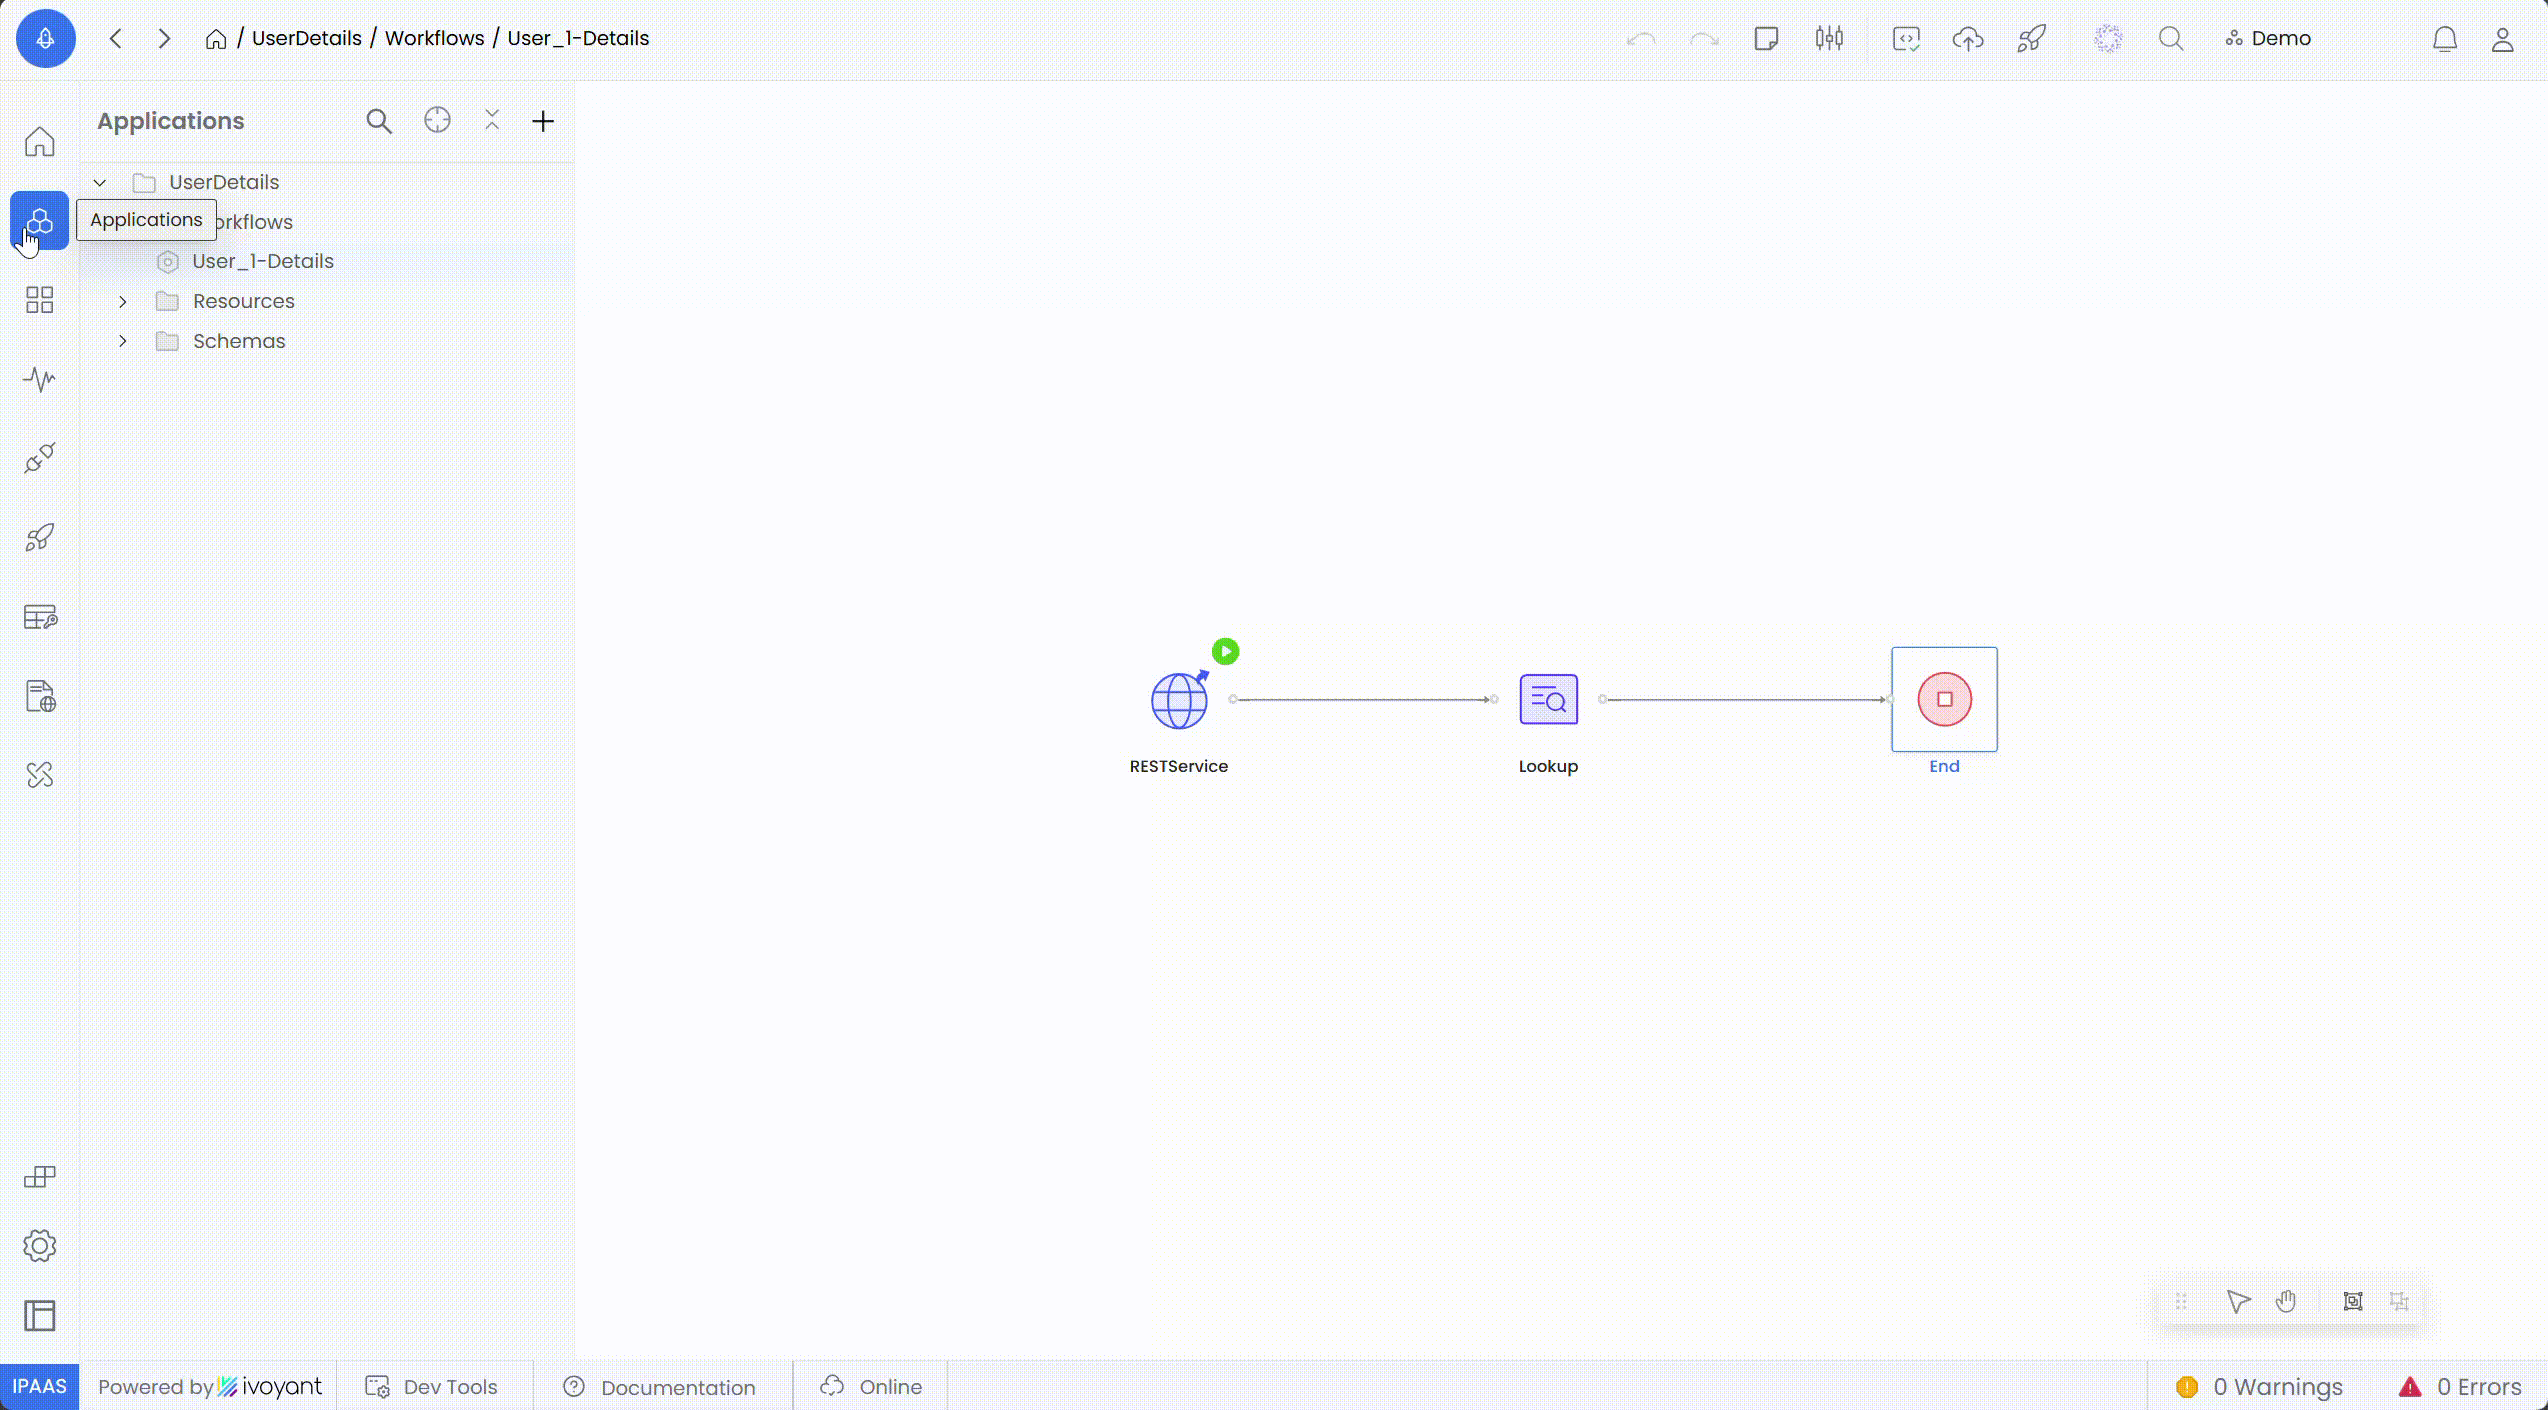 / UserDetails / Workflows / User_1-Details
Demo
Applications
UserDetails
Applications
orkflows
User_1-Details
Resources
Schemas
RESTService
Lookup
End
IPAAS
Powered by ivoyant
Dev Tools
Documentation
Online
0 Warnings
0 Errors